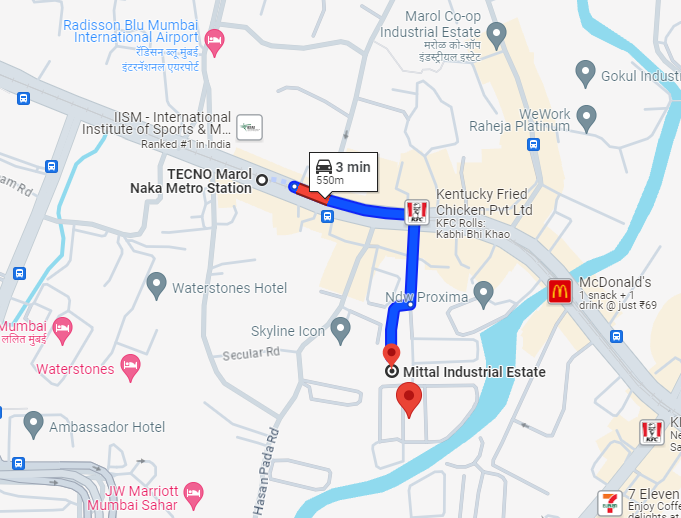 Radisson Blu Mumbai
International Airport
रॅडिसन ब्लू मुंबई
इंटरनॅशनल एयरपोर्ट
Marol Co-op
Industrial Estate
मरोळ को-ऑप
इंडस्ट्रीयल इस्टेट
Gokul Industri
IISM - International
Institute of Sports & M...
Ranked #1 in India
WeWork
Raheja Platinum
TECNO Marol
Naka Metro Station
3 min
550m
am Rd
Kentucky Fried
Chicken Pvt Ltd
KFC Rolls:
Kabhi Bhi Khao
KFC
Waterstones Hotel
Ndw Proxima
McDonald's
1 snack + 1
drink @ just ₹69
Mumbai
ललित मुंबई
Skyline Icon
Secular Rd
Waterstones
Mittal Industrial Estate
Ambassador Hotel
Hasan Pada Rd
KFC
JW Marriott
Mumbai Sahar
7 Eleven
Enjoy Coffe
delights at